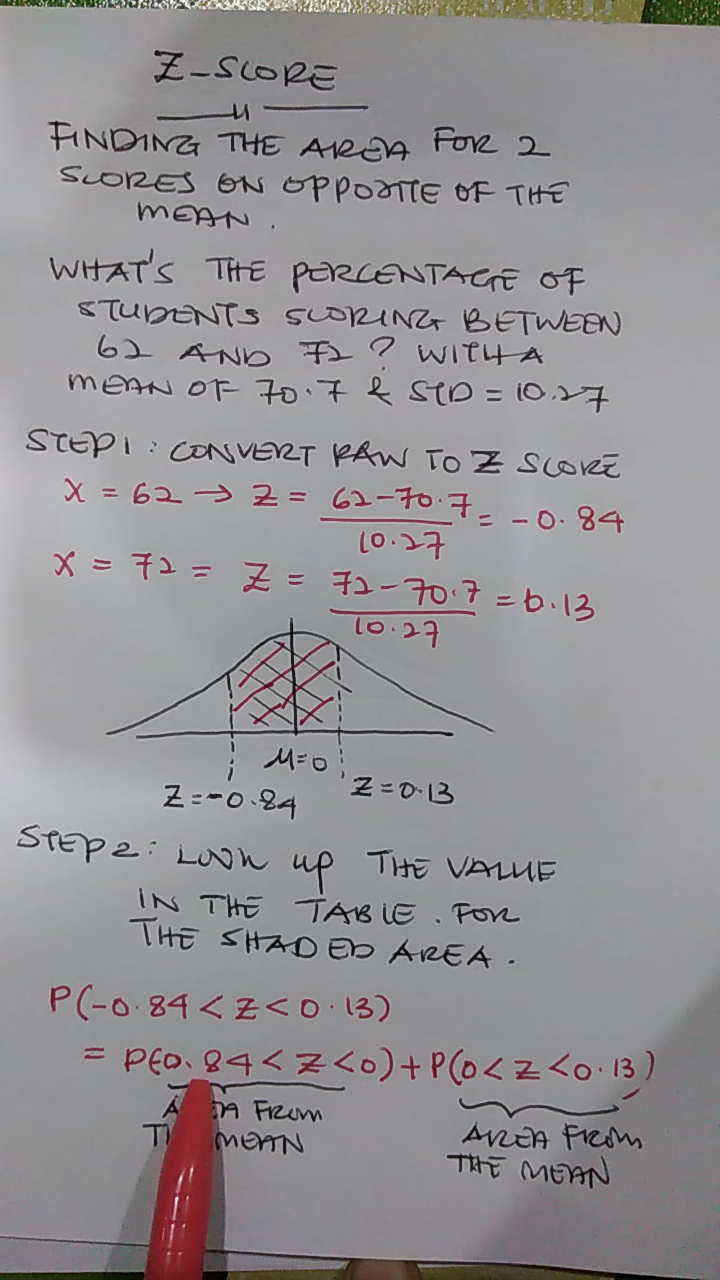 Z-SCORE
FINDING THE AREA FOR 2
SCORES ON OPPOSITE OF THE
MEAN.
WHAT'S THE PERCENTAGE OF
STUDENTS SCORING BETWEEN
62 AND 72? WITH A
MEAN OF 70.7 & STD = 10.27
STEP 1: CONVERT RAW TO Z SCORE
X = 62 → Z = 62-70.7 / 10.27 = -0.84
X = 72 = Z = 72-70.7 / 10.27 = 0.13
μ=0
Z=-0.84
Z=0.13
STEP 2: LOOK up THE VALUE
IN THE TABLE. FOR
THE SHADED AREA.
P(-0.84<Z<0.13)
= P(-0.84<Z<0)+P(0<Z<0.13)
FROM
MEAN
AREA FROM
THE MEAN